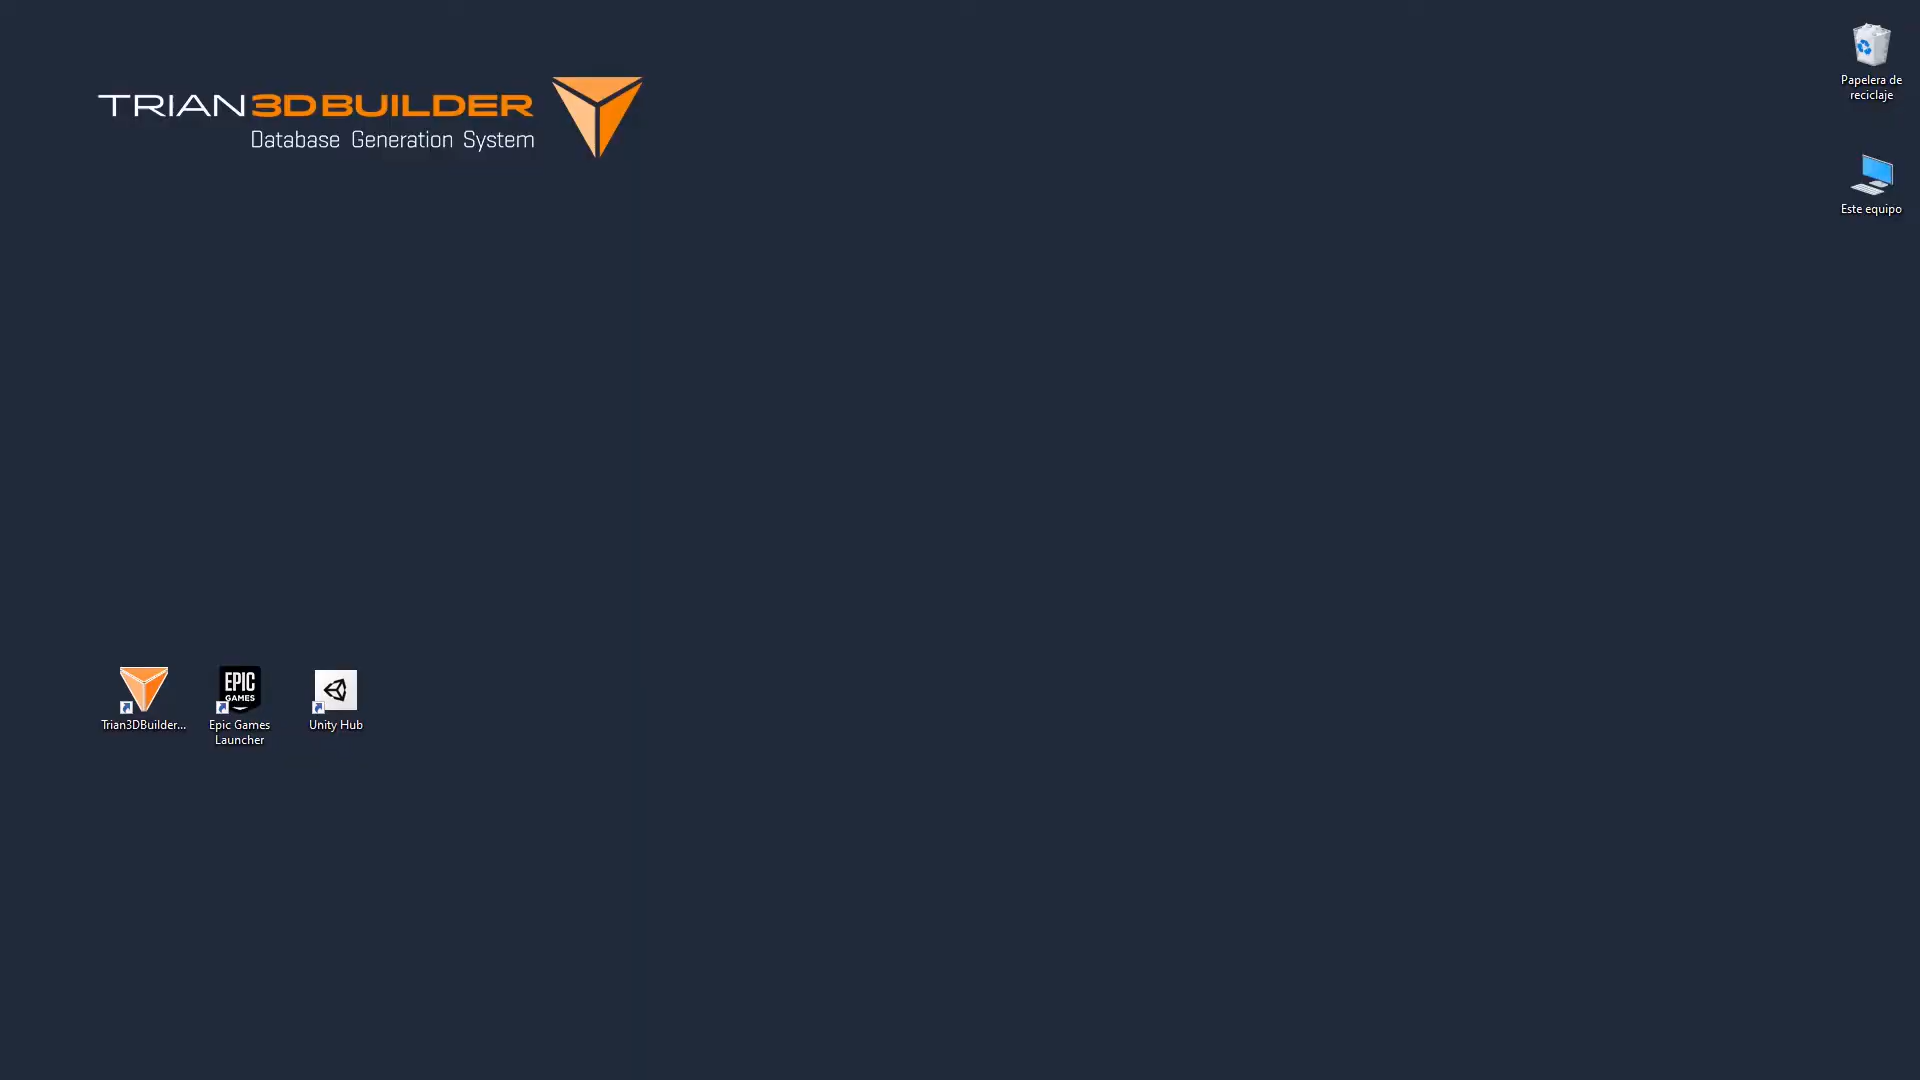 TRIAN3DBUILDER
Database Generation System
Papelera de
reciclaje
Este equipo
Trian3DBuilder...
EPIC
GAMES
Epic Games
Launcher
Unity Hub